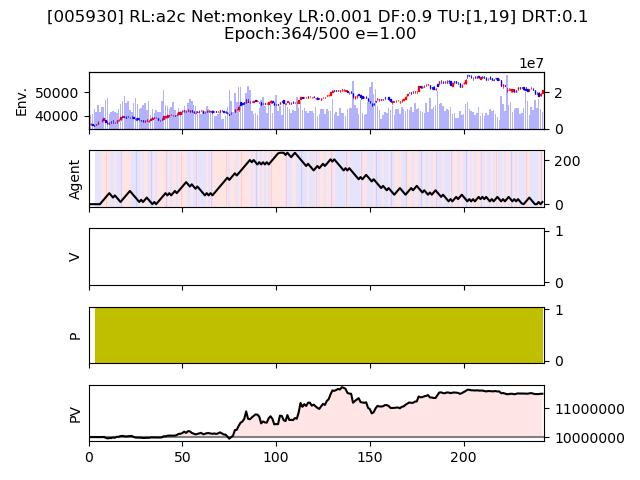 [005930] RL:a2c Net:monkey LR:0.001 DF:0.9 TU:[1,19] DRT:0.1
Epoch:364/500 e=1.00
1e7
Env.
50000
40000
2
0
Agent
200
0
V
1
0
P
1
0
PV
11000000
10000000
0 50 100 150 200